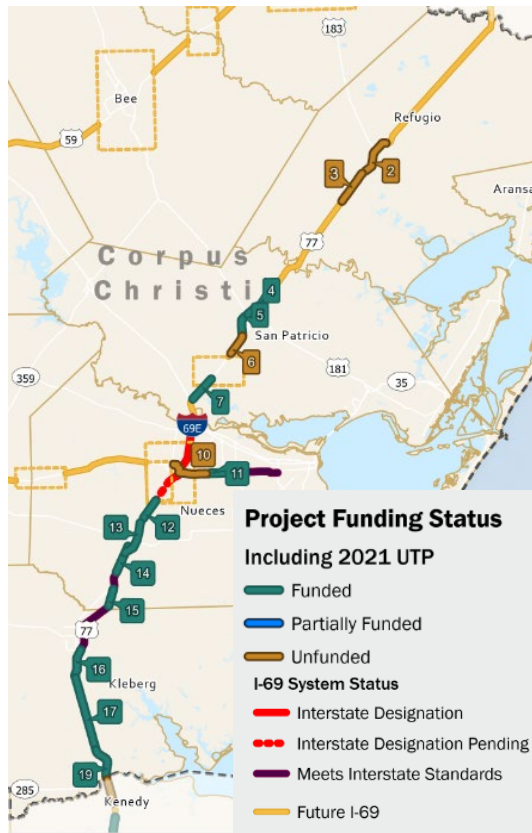 183
Bee
59
Refugio
3
2
Aransa
77
Corpus
Christi
4
5
San Patricio
6
181
359
35
7
69E
10
11
Nueces
13
12
14
15
77
16
Kleberg
17
19
285
Kenedy
Project Funding Status
Including 2021 UTP
Funded
Partially Funded
Unfunded
I-69 System Status
Interstate Designation
Interstate Designation Pending
Meets Interstate Standards
Future I-69